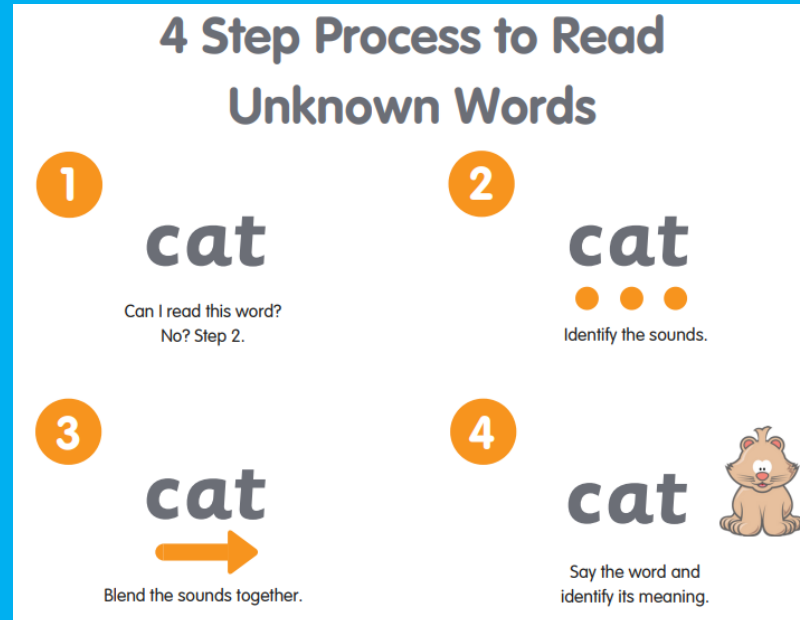 4 Step Process to Read
Unknown Words
1
cat
Can I read this word?
No? Step 2.
2
cat
Identify the sounds.
3
cat
Blend the sounds together.
4
cat
Say the word and
identify its meaning.